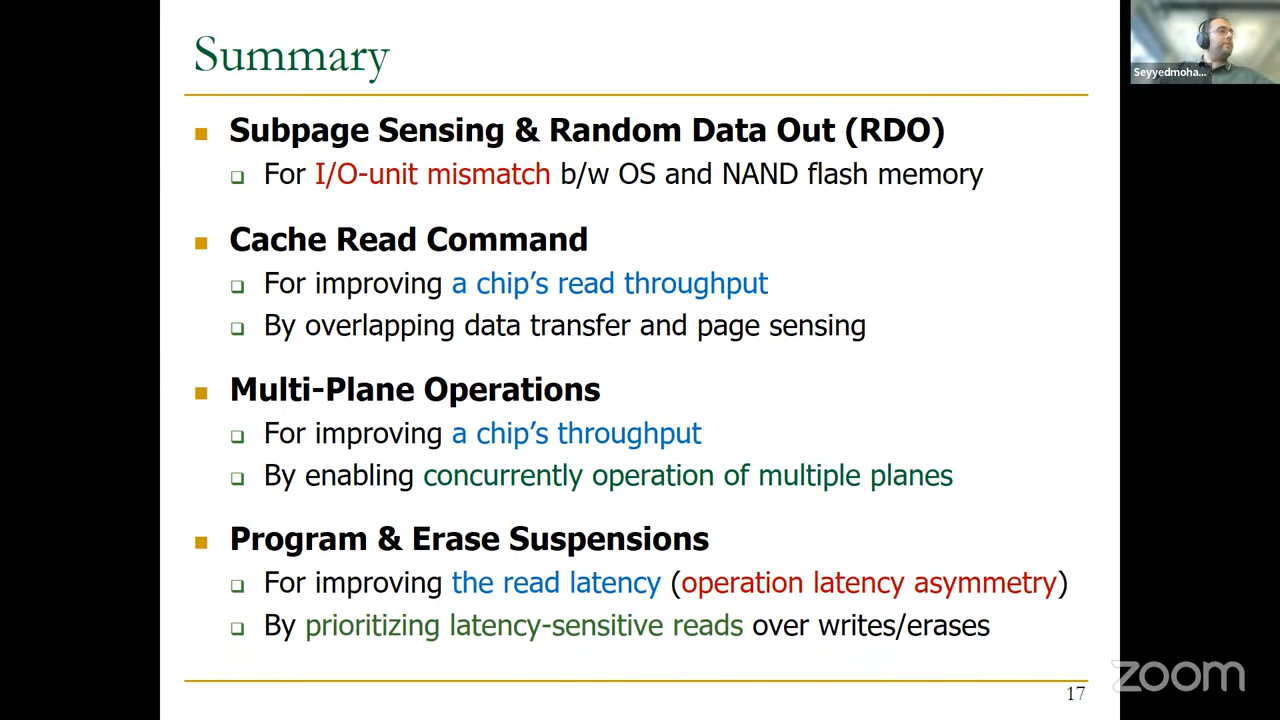 Summary
Seyyedmoha...
Subpage Sensing & Random Data Out (RDO)
For I/O-unit mismatch b/w OS and NAND flash memory
Cache Read Command
For improving a chip's read throughput
By overlapping data transfer and page sensing
Multi-Plane Operations
For improving a chip's throughput
By enabling concurrently operation of multiple planes
Program & Erase Suspensions
For improving the read latency (operation latency asymmetry)
By prioritizing latency-sensitive reads over writes/erases
17
zoom